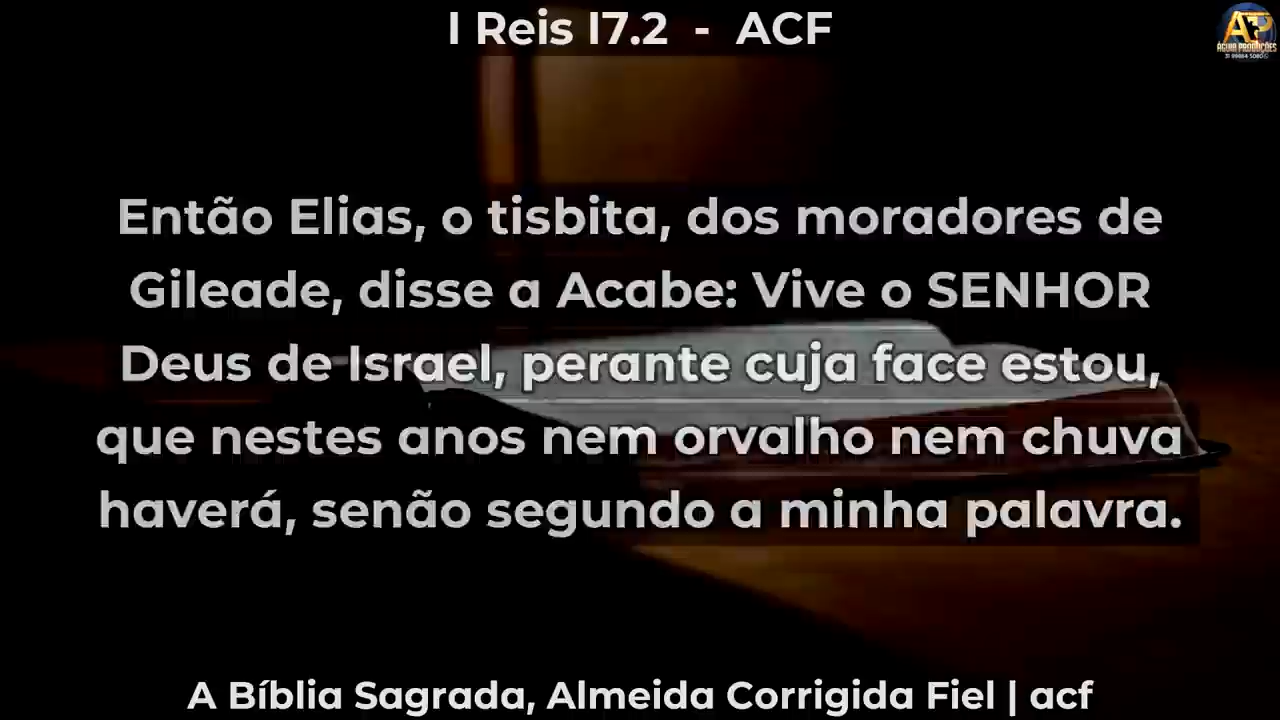 I Reis 17.2 - ACF
Então Elias, o tisbita, dos moradores de
Gileade, disse a Acabe: Vive o SENHOR
Deus de Israel, perante cuja face estou,
que nestes anos nem orvalho nem chuva
haverá, senão segundo a minha palavra.
A Bíblia Sagrada, Almeida Corrigida Fiel | acf